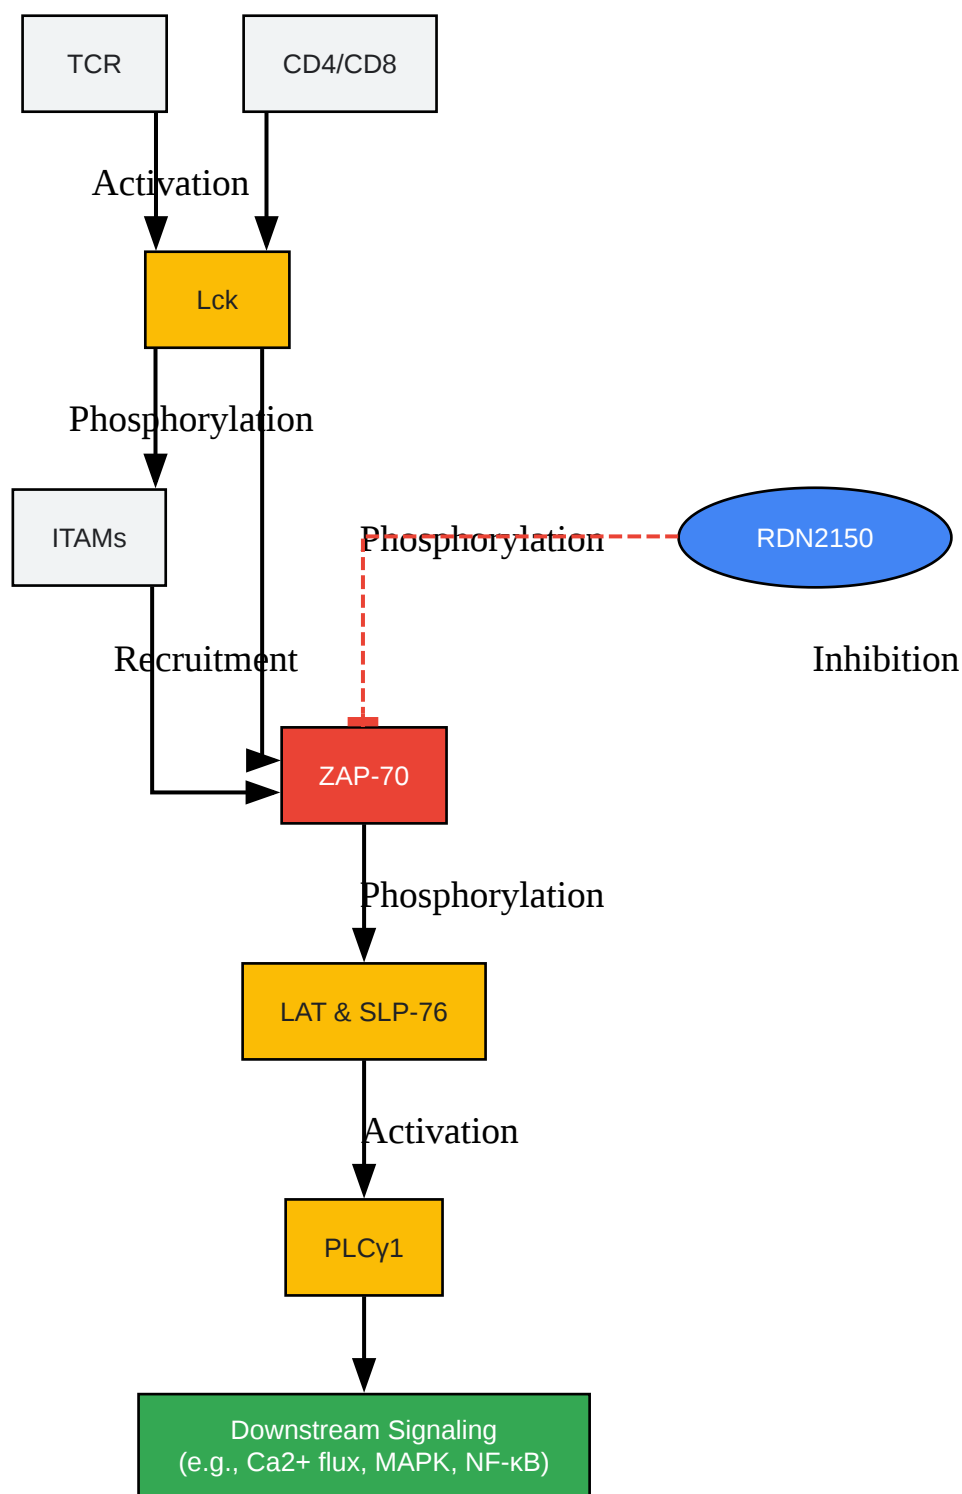 TCR
CD4/CD8
Activation
Lck
Phosphorylation
ITAMs
Phosphorylation
RDN2150
Recruitment
Inhibition
ZAP-70
Phosphorylation
LAT & SLP-76
Activation
PLCγ1
Downstream Signaling
(e.g., Ca2+ flux, MAPK, NF-κB)